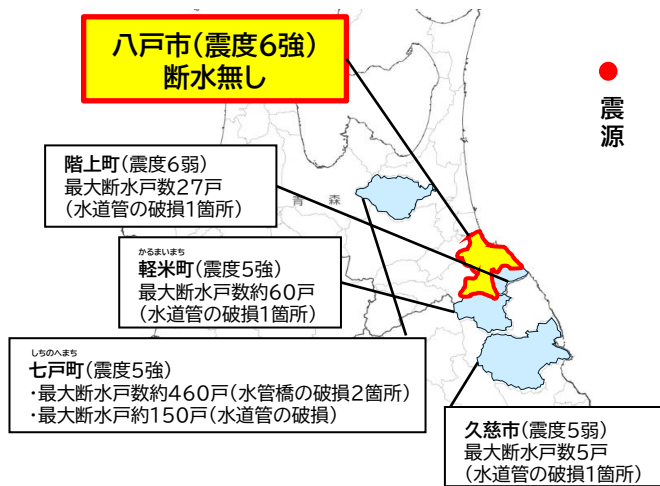 八戸市(震度6強)
断水無し
震源
階上町(震度6弱)
最大断水戸数27戸
(水道管の破損1箇所)
青森
かるまいまち
軽米町(震度5強)
最大断水戸数約60戸
(水道管の破損1箇所)
しちのへまち
七戸町(震度5強)
・最大断水戸数約460戸(水管橋の破損2箇所)
・最大断水戸約150戸(水道管の破損)
久慈市(震度5弱)
最大断水戸数5戸
(水道管の破損1箇所)